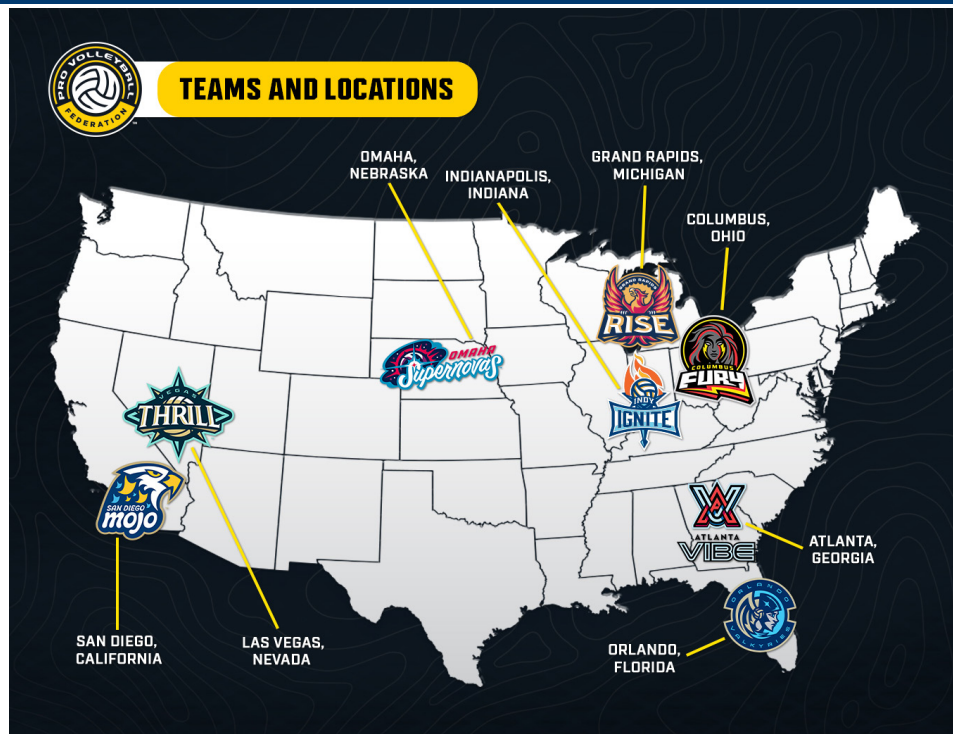 PRO VOLLEYBALL
FEDERATION
TEAMS AND LOCATIONS
OMAHA,
NEBRASKA
INDIANAPOLIS,
INDIANA
GRAND RAPIDS,
MICHIGAN
COLUMBUS,
OHIO
GRAND RAPIDS
RISE
OMAHA
Supernovas
COLUMBUS
FURY
VEGAS
THRILL
INDY
IGNITE
SAN DIEGO
mojo
ATLANTA
VIBE
ATLANTA,
GEORGIA
ORLANDO
VALKYRIES
SAN DIEGO,
CALIFORNIA
LAS VEGAS,
NEVADA
ORLANDO,
FLORIDA